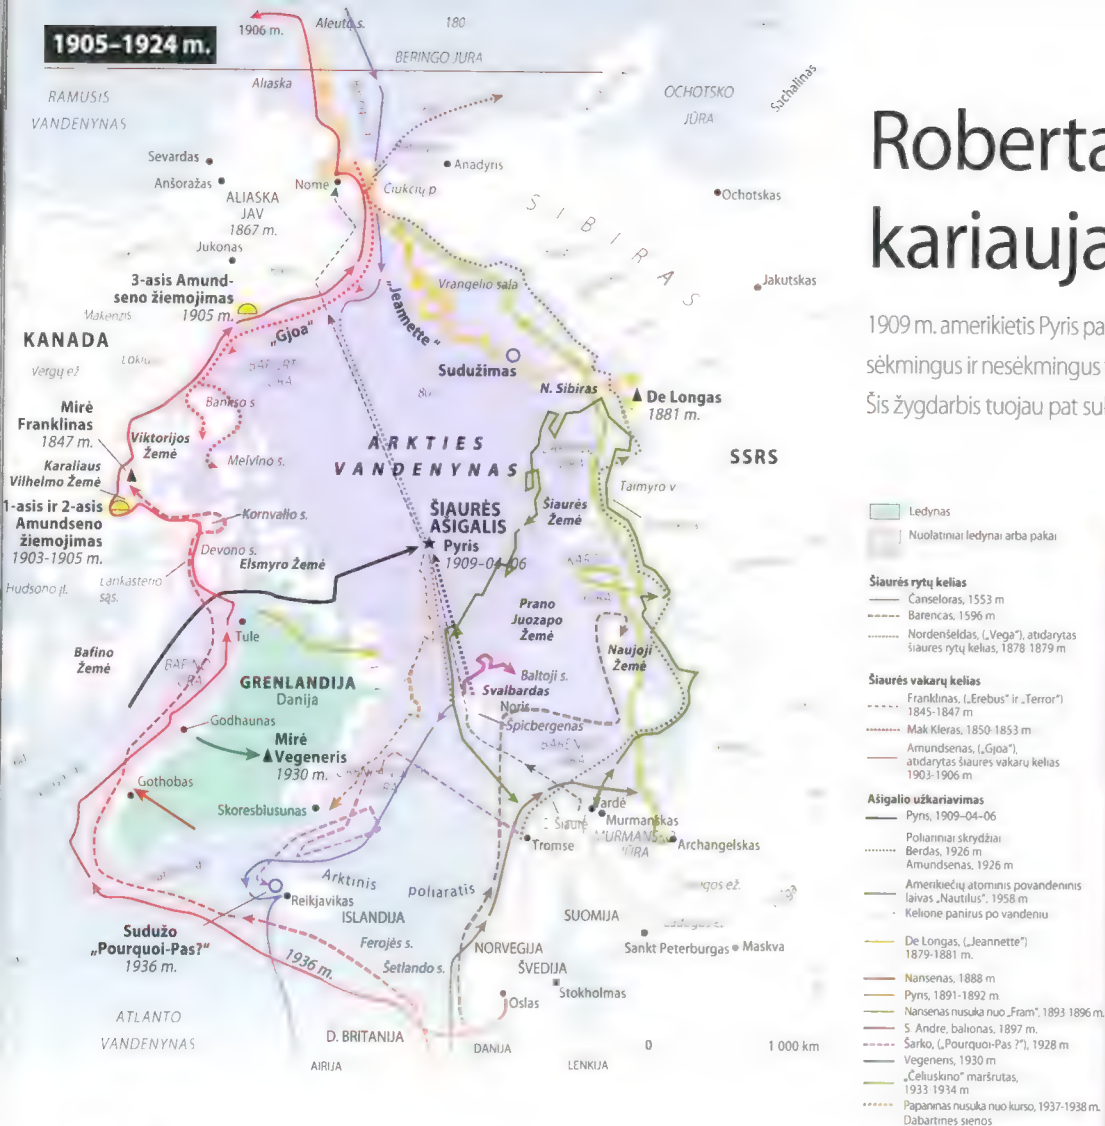 1905–1924 m.
1906 m.
Aleutų s.
180
BERINGO JŪRA
RAMUSIS
VANDENYNAS
Aliaska
OCHOTSKO
JŪRA
Sachalinas
Sevardas
Anšoražas
ALIASKA
JAV
1867 m.
Nome
Čiukčių p
Anadyris
Ochotskas
SIBIRAS
Jukonas
Jakutskas
3-asis Amund-
seno žiemojimas
1905 m.
Makenzis
Vrangelio sala
„Gjoa“
„Jeannette“
KANADA
Vergų ež
Sudužimas
80
N. Sibiras
De Longas
1881 m.
Mirė
Franklinas
1847 m.
Bankso s
Viktorijos
Žemė
Melvino s.
ARKTIES
VANDENYNAS
SSRS
Karaliaus
Vilhelmo Žemė
1-asis ir 2-asis
Amundseno
žiemojimas
1903-1905 m.
Kornvalio s.
Devono s.
Elsmyro Žemė
ŠIAURĖS
AŠIGALIS
Pyris
1909–04–06
Šiaurės
Žemė
Taimyro v
Hudsono įl.
Lankasterio
sąs.
Tule
Bafino
Žemė
Prano
Juozapo
Žemė
Naujoji
Žemė
GRENLANDIJA
Danija
Baltoji s.
Svalbardas
Noris
Spicbergenas
Godhaunas
Mirė
Vegeneris
1930 m.
Gothobas
Skoresbiusunas
Tromse
Murmanskas
Archangelskas
Arktinis poliaratis
Reikjavikas
ISLANDIJA
SUOMIJA
Sankt Peterburgas
Maskva
Sudužo
„Pourquoi-Pas?“
1936 m.
1936 m.
Ferojės s.
Šetlando s.
NORVEGIJA
ŠVEDIJA
Stokholmas
Oslas
ATLANTO
VANDENYNAS
D. BRITANIJA
AIRIJA
DANIJA
LENKIJA
0 1 000 km
Roberta
kariauja
1909 m. amerikietis Pyris pa
sėkmingus ir nesėkmingus
Šis žygdarbis tuojau pat su
Ledynas
Nuolatiniai ledynai arba pakai
Šiaurės rytų kelias
Čanseloras, 1553 m
Barencas, 1596 m
Nordenšeldas, („Vega“), atidarytas
šiaurės rytų kelias, 1878 1879 m
Šiaurės vakarų kelias
Franklinas, („Erebus“ ir „Terror“)
1845-1847 m
Mak Kleras, 1850-1853 m
Amundsenas, („Gjoa“),
atidarytas šiaurės vakarų kelias
1903-1906 m
Ašigalio užkariavimas
Pyris, 1909–04–06
Poliarniai skrydžiai
Berdas, 1926 m
Amundsenas, 1926 m
Amerikiečių atominis povandeninis
laivas „Nautilus“, 1958 m
Kelionė panirus po vandeniu
De Longas, („Jeannette“)
1879-1881 m.
Nansenas, 1888 m
Pyris, 1891-1892 m
Nansenas nusuka nuo „Fram“, 1893 1896 m.
S. Andre, balionas, 1897 m.
Šarko, („Pourquoi-Pas ?“), 1928 m
Vegeneris, 1930 m
„Čeliuskino“ maršrutas,
1933 1934 m
Papaninas nusuka nuo kurso, 1937-1938 m.
Dabartinės sienos